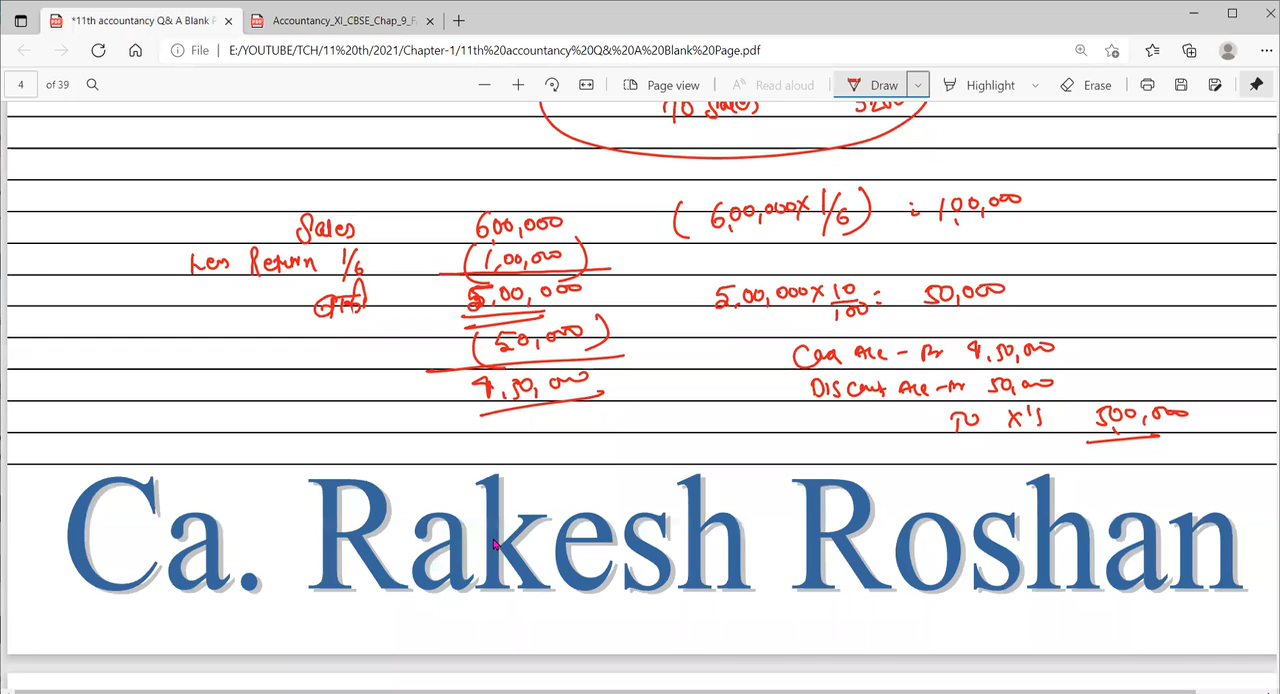 *11th accountancy Q& A Blank P
Accountancy_XI_CBSE_Chap_9_F
File
E:/YOUTUBE/TCH/11%20th/2021/Chapter-1/11th%20accountancy%20Q&%20A%20Blank%20Page.pdf
4 of 39
Page view
Read aloud
Draw
Highlight
Erase
To Sales
Sales 600,000 (6,00,000 X 1/6) : 1,00,000
Less Return 1/6 (1,00,000)
5,00,000 5,00,000 X 10/100 : 50,000
(50,000)
4,50,000
Cash Acc - Dr 4,50,000
Discount Acc - Dr 50,000
To X's 500,000
Ca. Rakesh Roshan